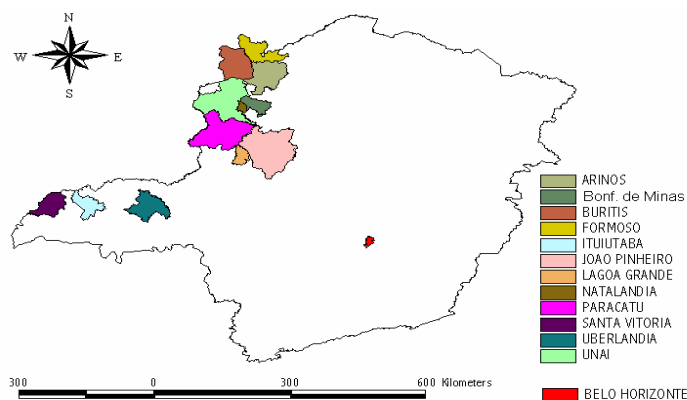 N
W E
S
ARINOS
Bonf. de Minas
BURITIS
FORMOSO
ITUIUTABA
JOAO PINHEIRO
LAGOA GRANDE
NATALANDIA
PARACATU
SANTA VITORIA
UBERLANDIA
UNAI
300 0 300 600 Kilometers
BELO HORIZONTE